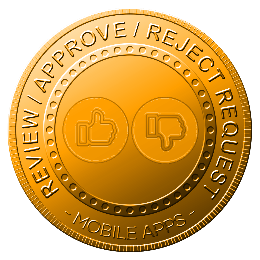 REVIEW / APPROVE / REJECT REQUEST
- MOBILE APPS -